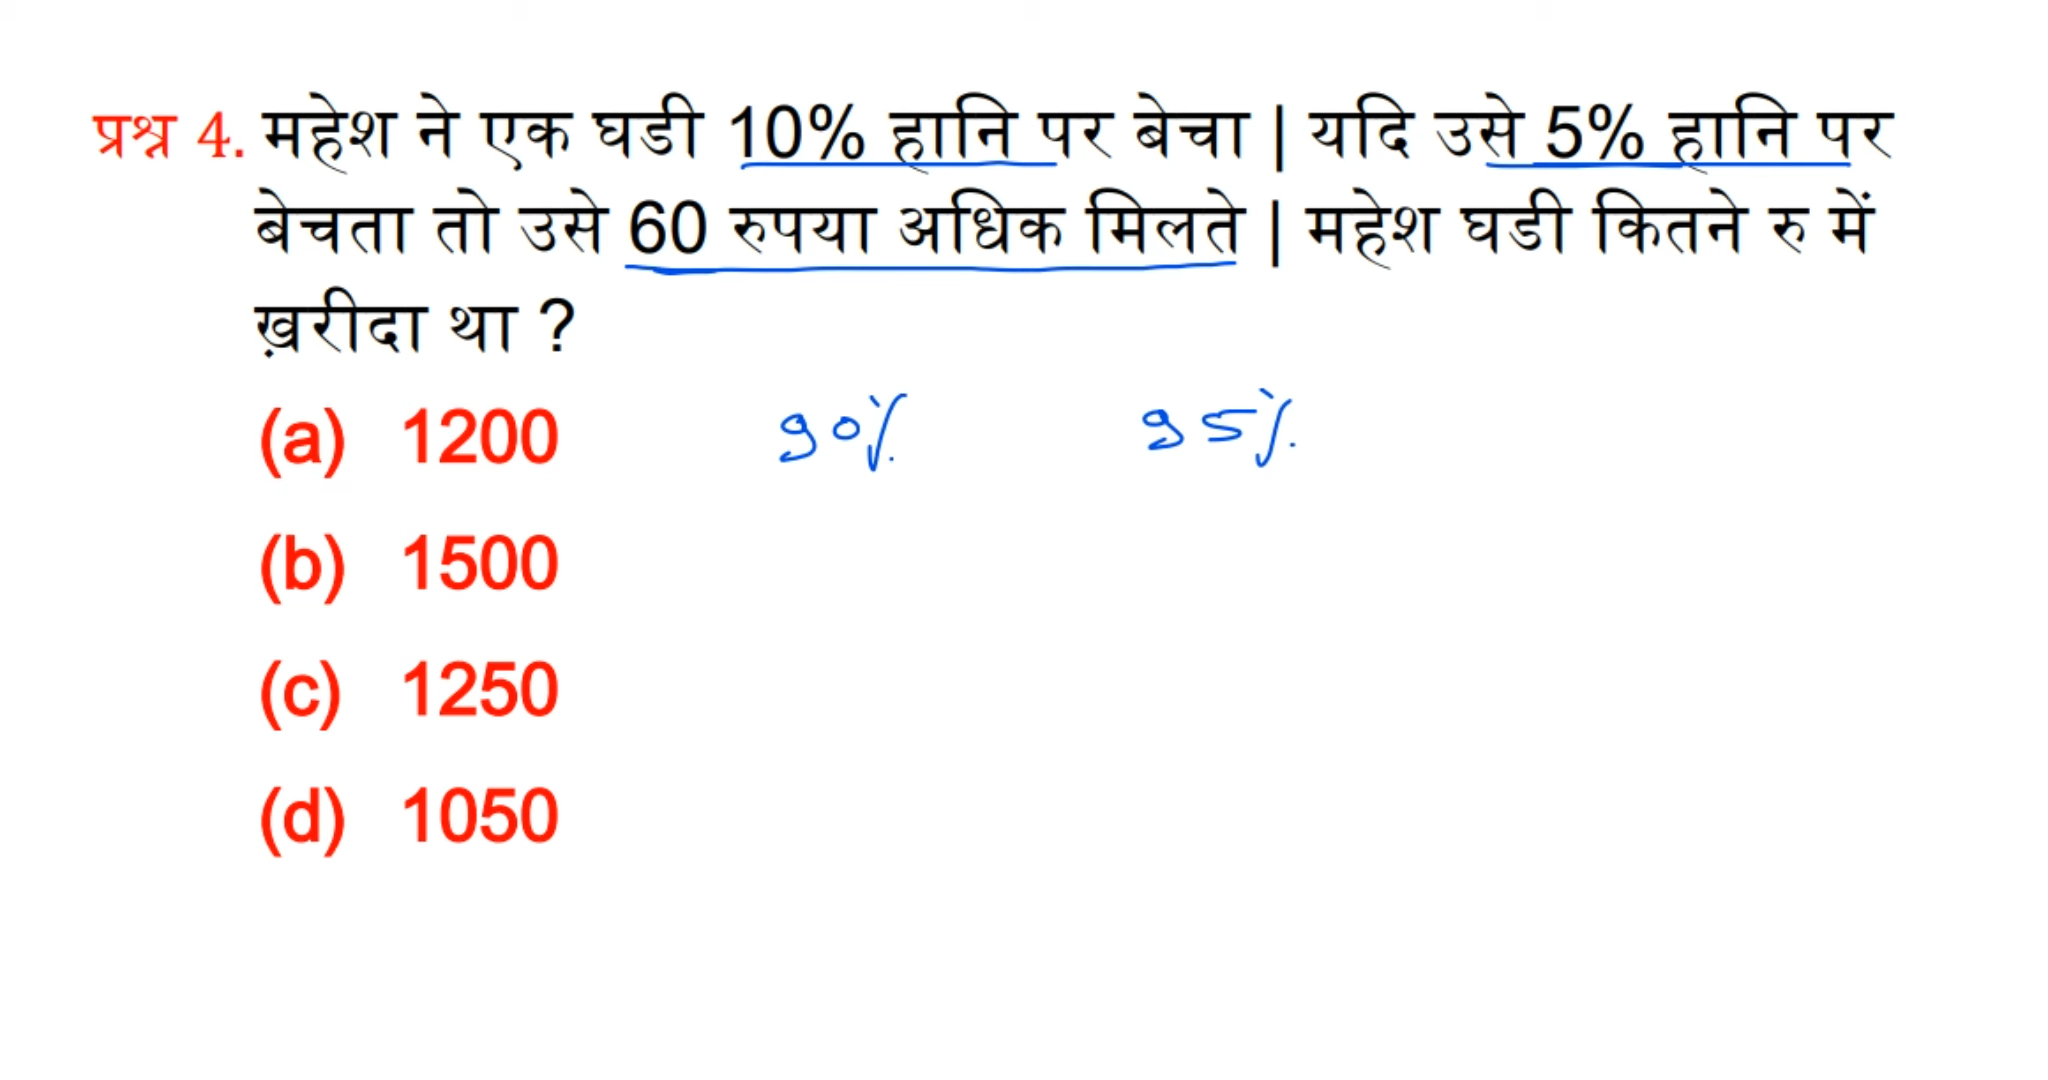 प्रश्न 4. महेश ने एक घडी 10% हानि पर बेचा | यदि उसे 5% हानि पर
बेचता तो उसे 60 रुपया अधिक मिलते | महेश घडी कितने रु में
ख़रीदा था ?
(a) 1200 90% 95%
(b) 1500
(c) 1250
(d) 1050